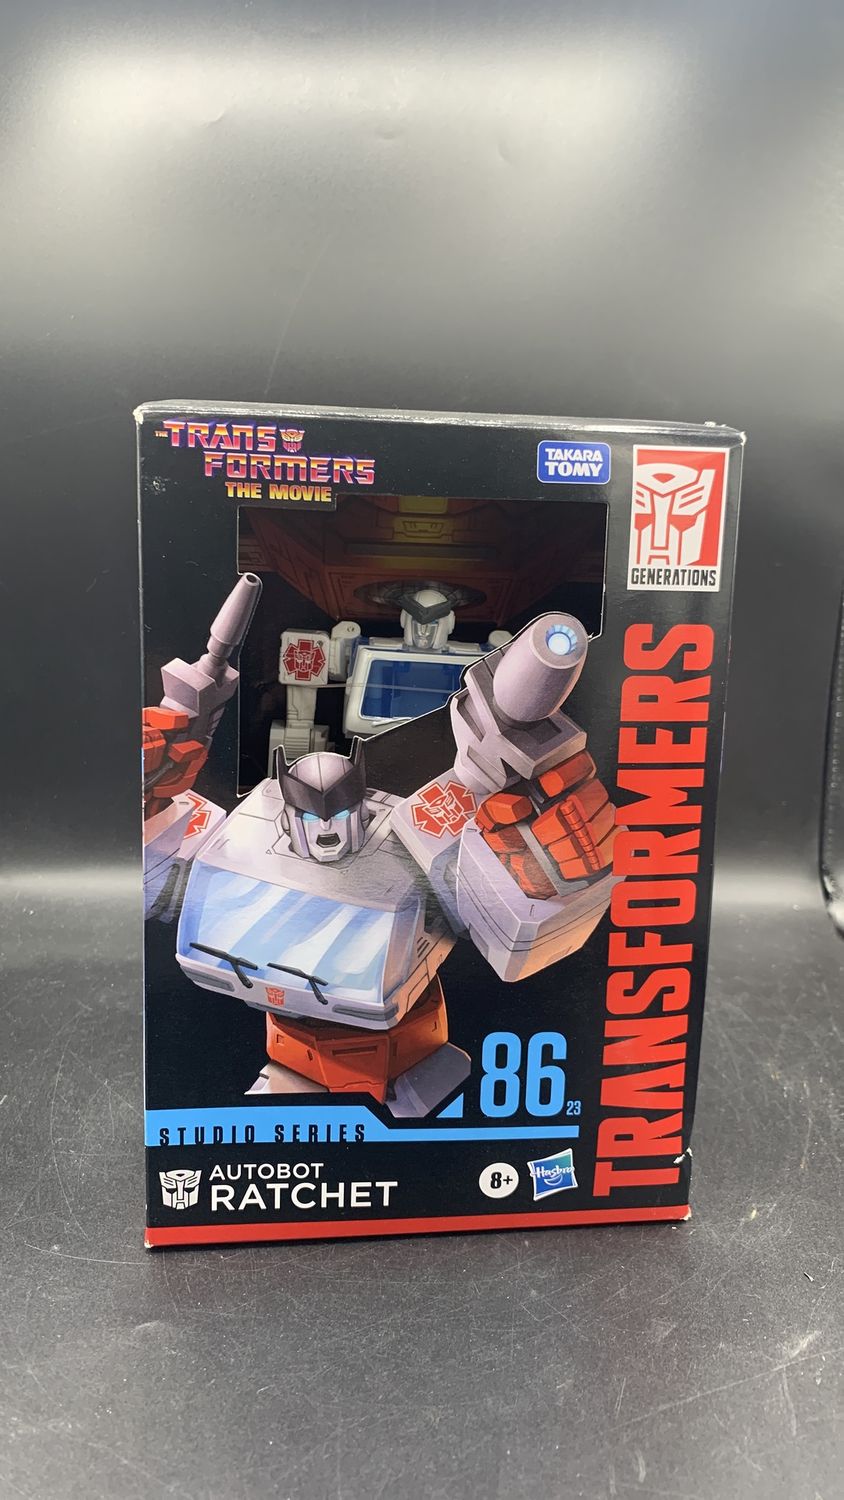 THE TRANS
FORMERS
THE MOVIE
TAKARA
TOMY
GENERATIONS
TRANSFORMERS
86
23
STUDIO SERIES
AUTOBOT
RATCHET
8+
Hasbro